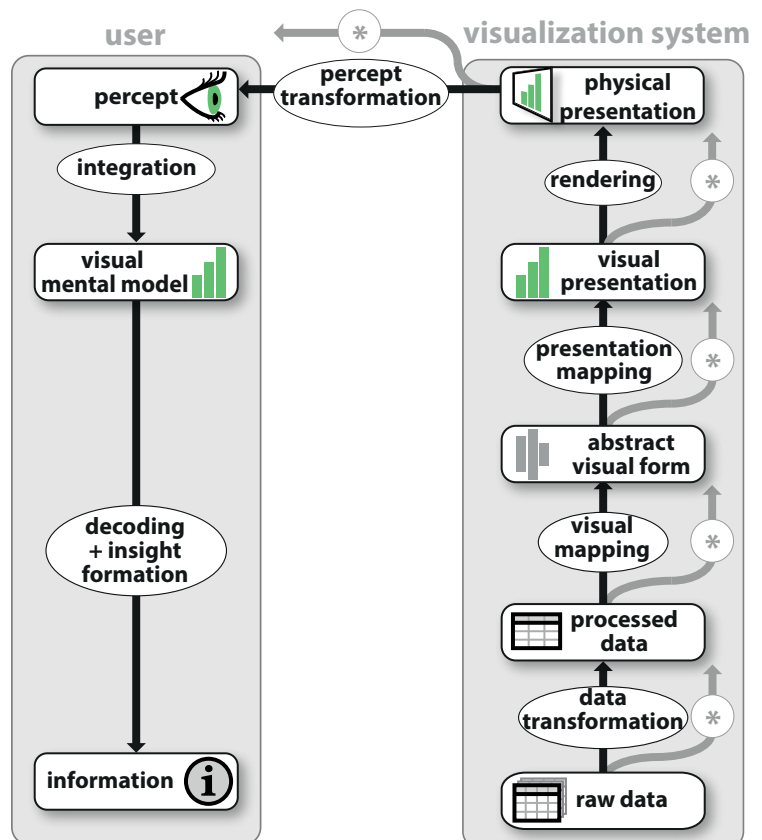 user
visualization system
*
percept
percept
transformation
physical
presentation
integration
rendering
*
visual
mental model
visual
presentation
presentation
mapping
*
abstract
visual form
decoding
+ insight
formation
visual
mapping
*
processed
data
data
transformation
*
information
i
raw data